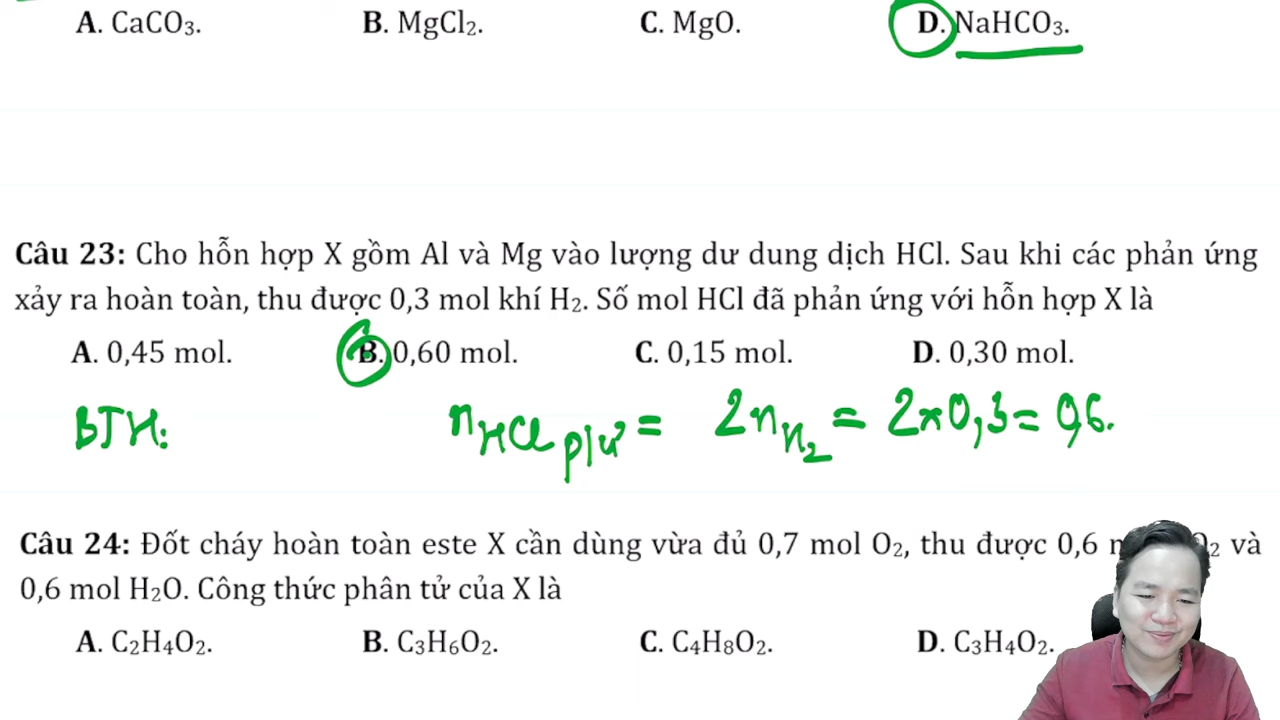 A. CaCO₃. B. MgCl₂. C. MgO. D. NaHCO₃.
Câu 23: Cho hỗn hợp X gồm Al và Mg vào lượng dư dung dịch HCl. Sau khi các phản ứng
xảy ra hoàn toàn, thu được 0,3 mol khí H₂. Số mol HCl đã phản ứng với hỗn hợp X là
A. 0,45 mol. B. 0,60 mol. C. 0,15 mol. D. 0,30 mol.
BTH: nHCl p/ư = 2nH₂ = 2x0,3 = 0,6.
Câu 24: Đốt cháy hoàn toàn este X cần dùng vừa đủ 0,7 mol O₂, thu được 0,6 và
0,6 mol H₂O. Công thức phân tử của X là
A. C₂H₄O₂. B. C₃H₆O₂. C. C₄H₈O₂. D. C₃H₄O₂.